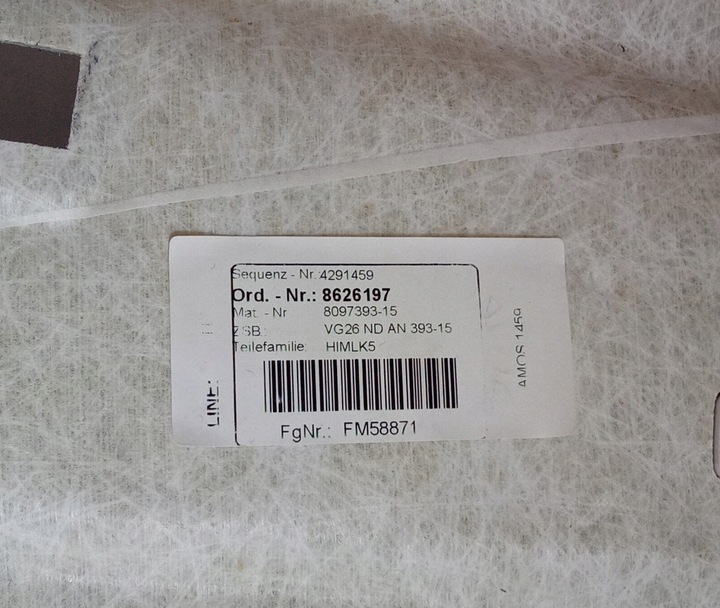 Sequenz - Nr.:4291459
Ord. - Nr.: 8626197
Mat. - Nr 8097393-15
ZSB.: VG26 ND AN 393-15
Teilefamilie: HIMLK5
FgNr.: FM58871
LINE:
AMOS 1459